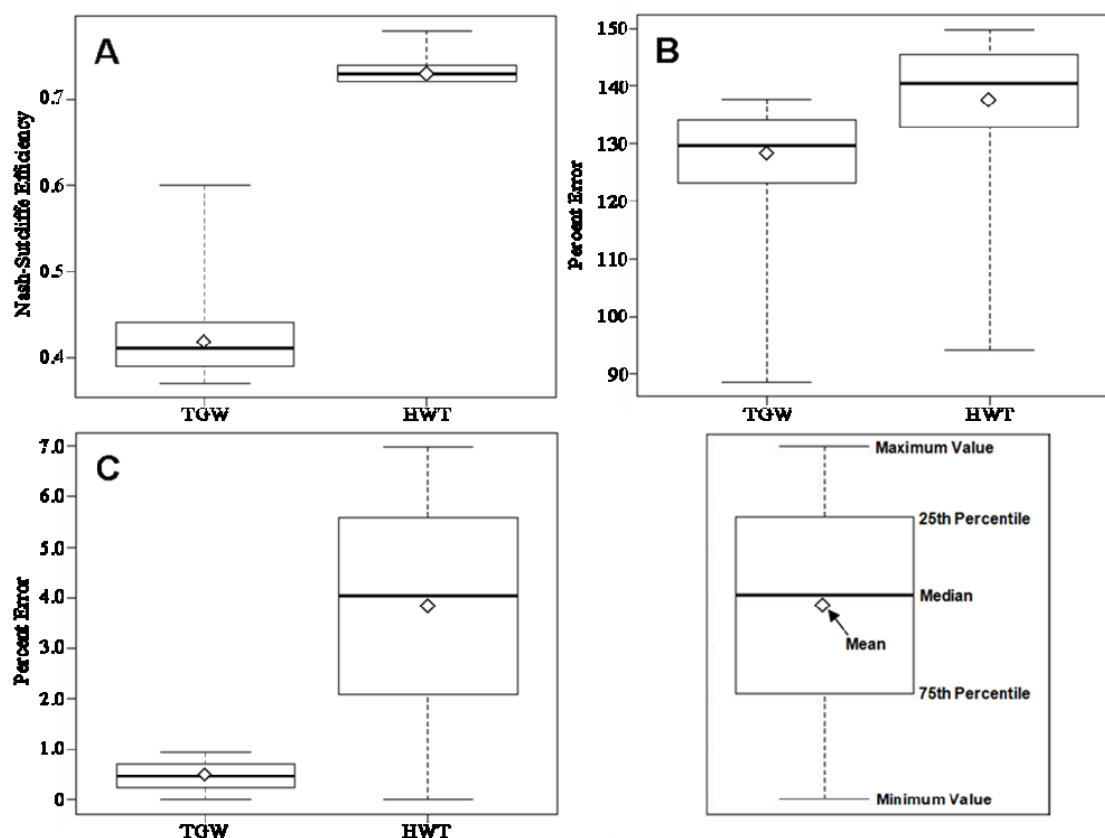 A
Nash-Sutcliffe Efficiency
0.7
0.6
0.5
0.4
TGW HWT
B
Percent Error
150
140
130
120
110
100
90
TGW HWT
C
Percent Error
7.0
6.0
5.0
4.0
3.0
2.0
1.0
0
TGW HWT
Maximum Value
25th Percentile
Median
Mean
75th Percentile
Minimum Value